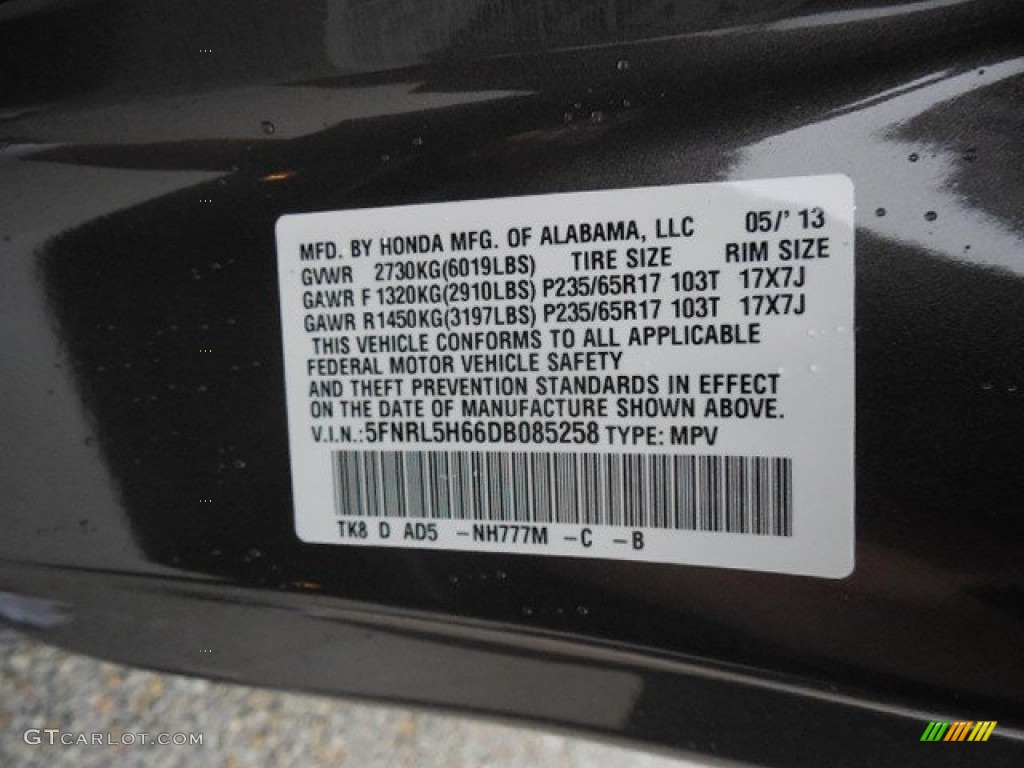 MFD. BY HONDA MFG. OF ALABAMA, LLC 05/' 13
GVWR 2730KG(6019LBS) TIRE SIZE RIM SIZE
GAWR F 1320KG(2910LBS) P235/65R17 103T 17X7J
GAWR R1450KG(3197LBS) P235/65R17 103T 17X7J
THIS VEHICLE CONFORMS TO ALL APPLICABLE
FEDERAL MOTOR VEHICLE SAFETY
AND THEFT PREVENTION STANDARDS IN EFFECT
ON THE DATE OF MANUFACTURE SHOWN ABOVE.
V.I.N.:5FNRL5H66DB085258 TYPE: MPV
TK8 D AD5 -NH777M -C -B
GTCARLOT.COM